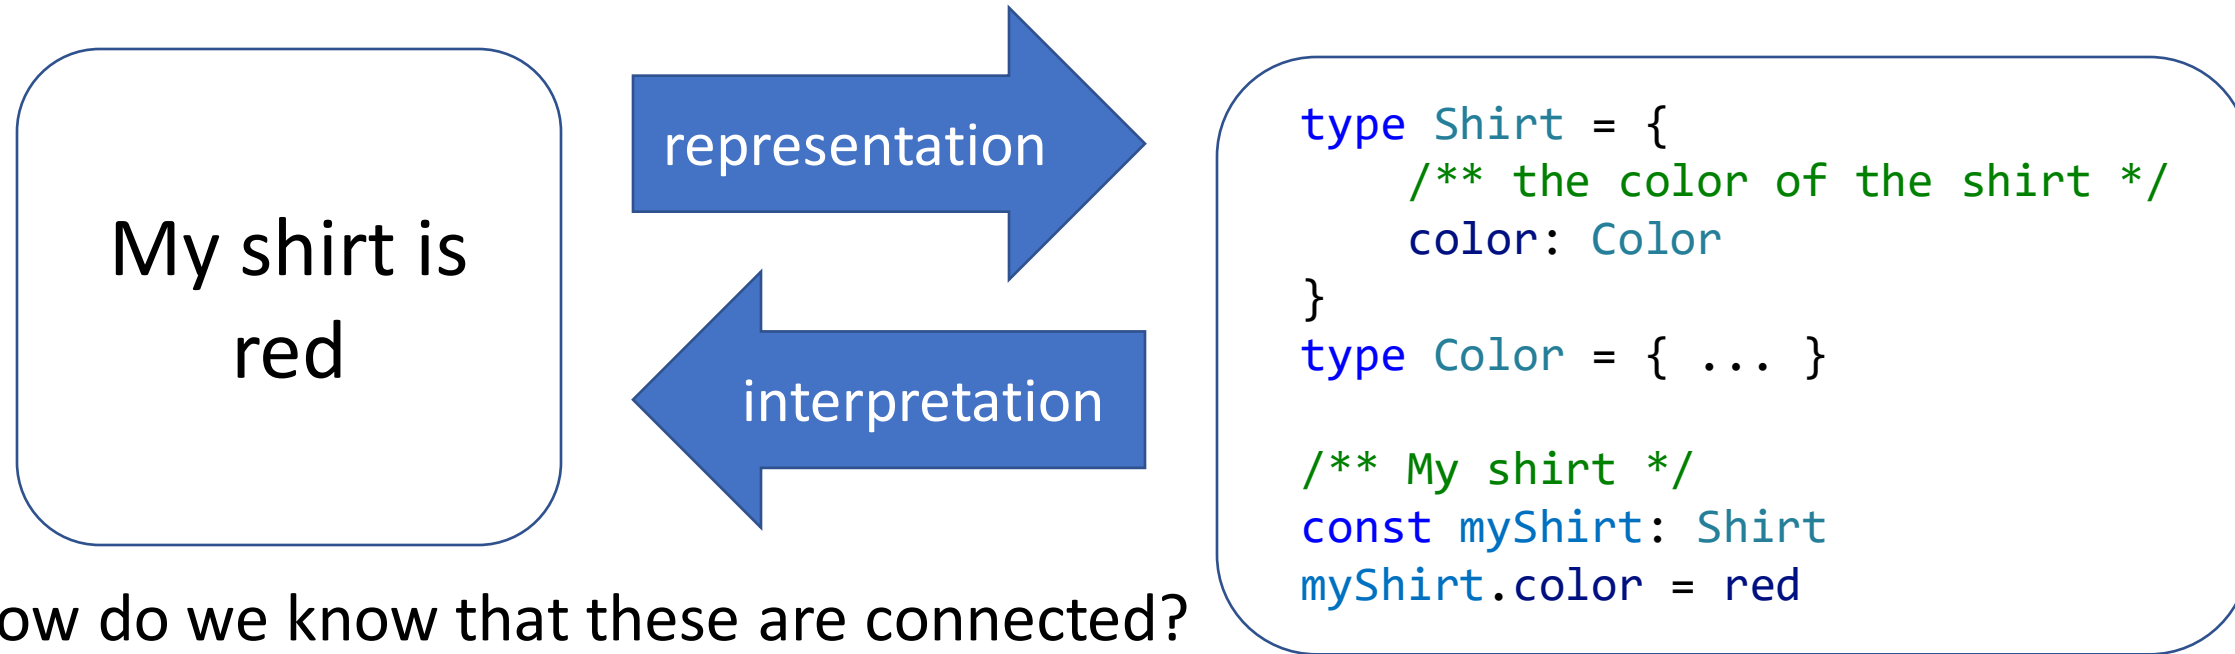 My shirt is
red
representation
interpretation
type Shirt = {
    /** the color of the shirt */
    color: Color
}
type Color = { ... }

/** My shirt */
const myShirt: Shirt
myShirt.color = red
ow do we know that these are connected?